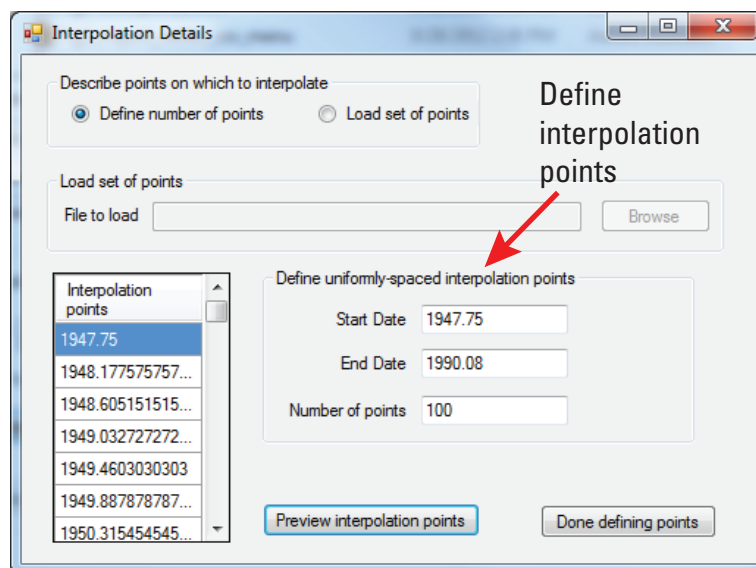 Interpolation Details
Describe points on which to interpolate
Define number of points
Load set of points
Define
interpolation
points
Load set of points
File to load
Browse
Interpolation
points
1947.75
1948.177575757...
1948.605151515...
1949.032727272...
1949.4603030303
1949.887878787...
1950.315454545...
Define uniformly-spaced interpolation points
Start Date 1947.75
End Date 1990.08
Number of points 100
Preview interpolation points
Done defining points